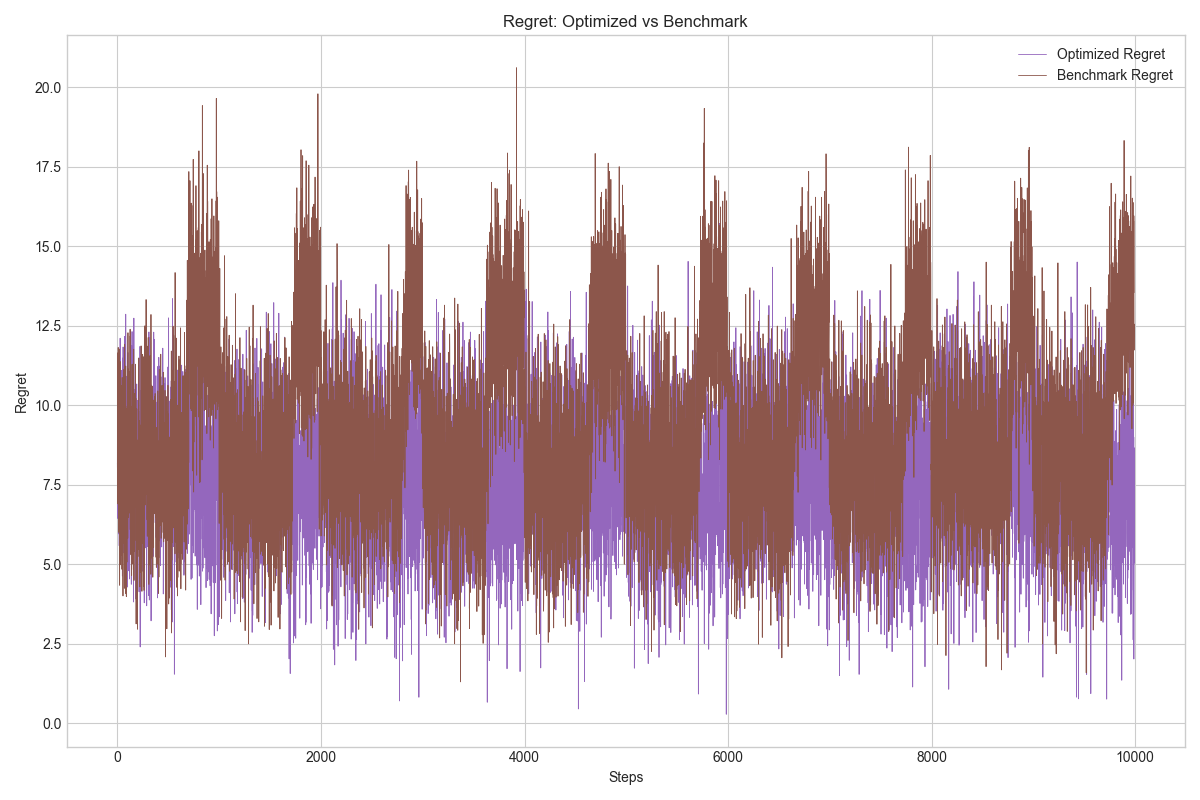 Regret: Optimized vs Benchmark
Optimized Regret
Benchmark Regret
20.0
17.5
15.0
12.5
10.0
7.5
5.0
2.5
0.0
Regret
0 2000 4000 6000 8000 10000
Steps